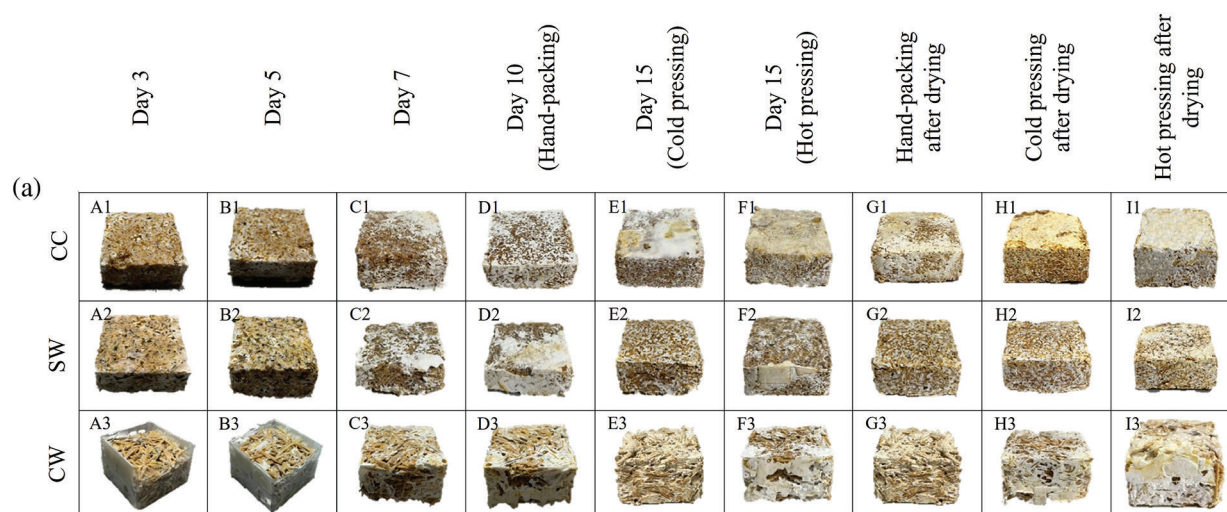 Day 3
Day 5
Day 7
Day 10
(Hand-packing)
Day 15
(Cold pressing)
Day 15
(Hot pressing)
Hand-packing
after drying
Cold pressing
after drying
Hot pressing after
drying
(a)
CC
A1
B1
C1
D1
E1
F1
G1
H1
I1
SW
A2
B2
C2
D2
E2
F2
G2
H2
I2
CW
A3
B3
C3
D3
E3
F3
G3
H3
I3